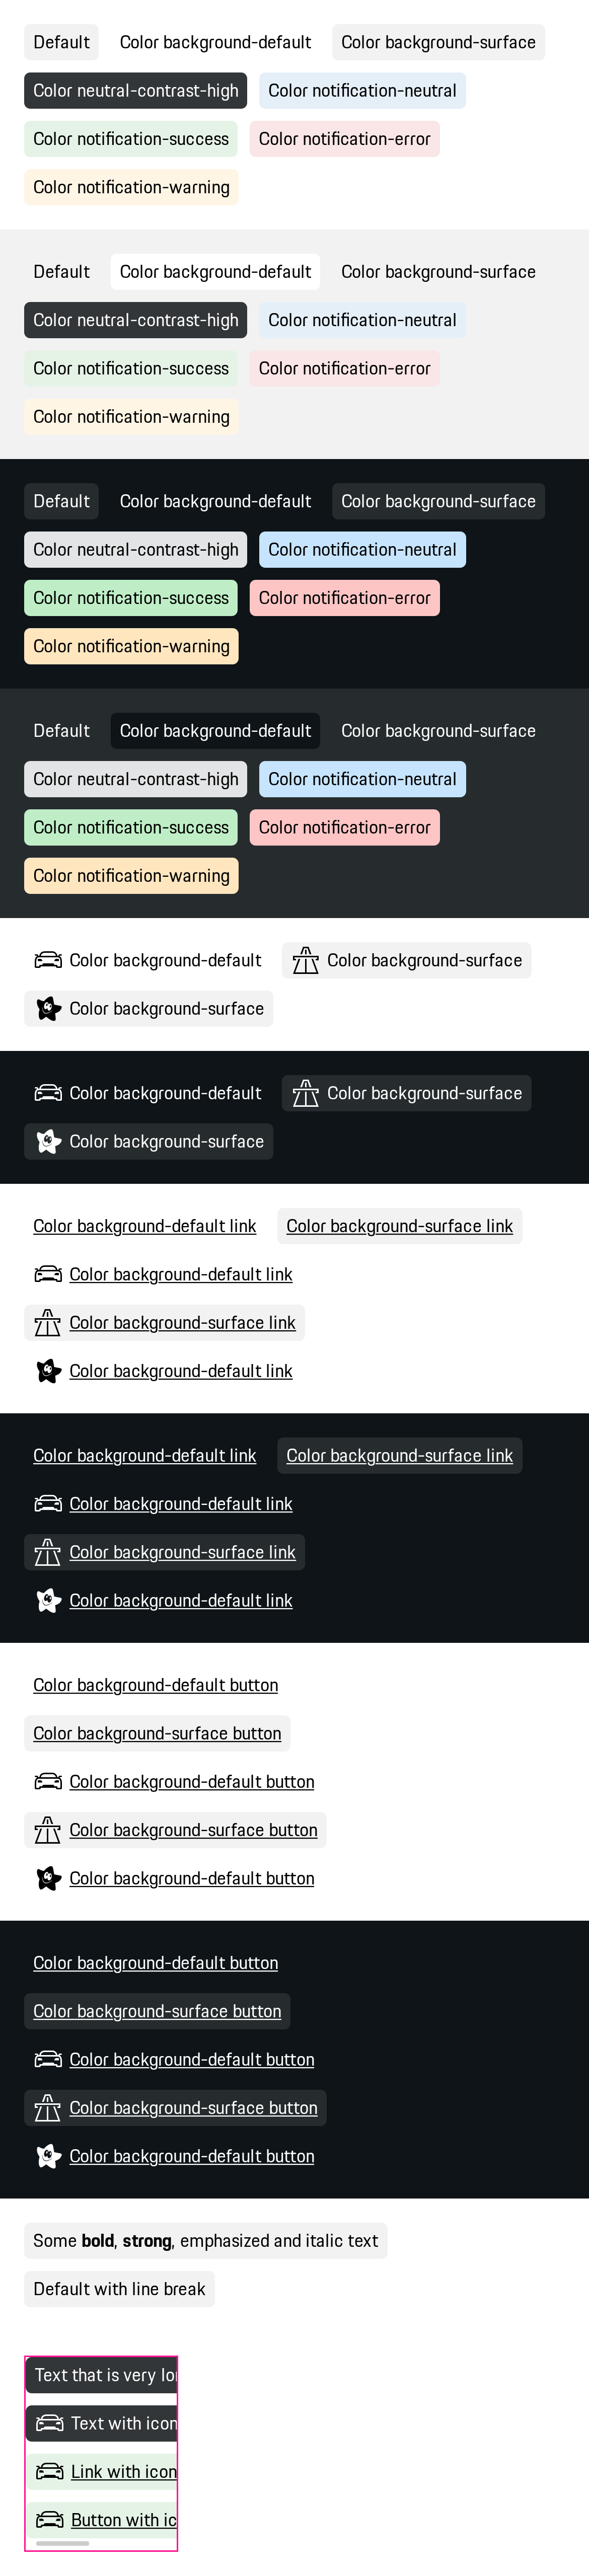 Default Color background-default Color background-surface
Color neutral-contrast-high Color notification-neutral
Color notification-success Color notification-error
Color notification-warning
Default Color background-default Color background-surface
Color neutral-contrast-high Color notification-neutral
Color notification-success Color notification-error
Color notification-warning
Default Color background-default Color background-surface
Color neutral-contrast-high Color notification-neutral
Color notification-success Color notification-error
Color notification-warning
Default Color background-default Color background-surface
Color neutral-contrast-high Color notification-neutral
Color notification-success Color notification-error
Color notification-warning
Color background-default Color background-surface
Color background-surface
Color background-default Color background-surface
Color background-surface
Color background-default link Color background-surface link
Color background-default link
Color background-surface link
Color background-default link
Color background-default link Color background-surface link
Color background-default link
Color background-surface link
Color background-default link
Color background-default button
Color background-surface button
Color background-default button
Color background-surface button
Color background-default button
Color background-default button
Color background-surface button
Color background-default button
Color background-surface button
Color background-default button
Some bold, strong, emphasized and italic text
Default with line break
Text that is very
Text with icon
Link with icon
Button with